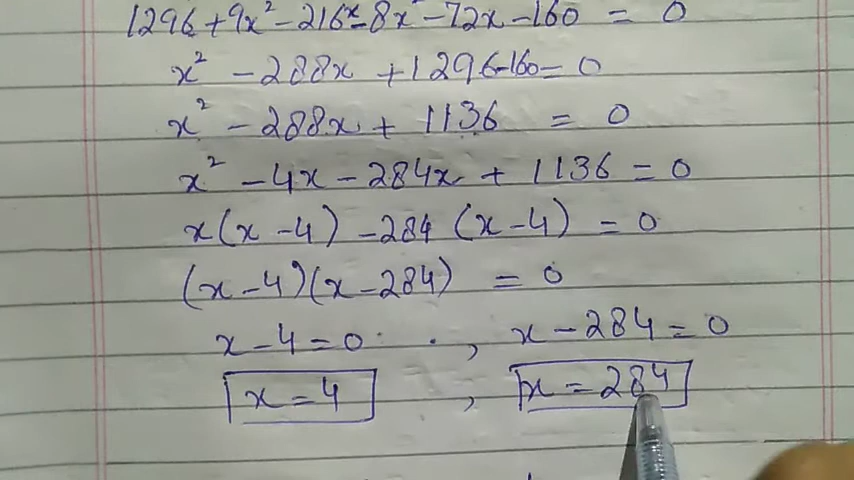 1296 + 9x² - 216x - 8x² - 72x - 160 = 0
x² - 288x + 1296 - 160 = 0
x² - 288x + 1136 = 0
x² - 4x - 284x + 1136 = 0
x(x - 4) - 284 (x - 4) = 0
(x - 4)(x - 284) = 0
x - 4 = 0 , x - 284 = 0
x = 4 , x = 284